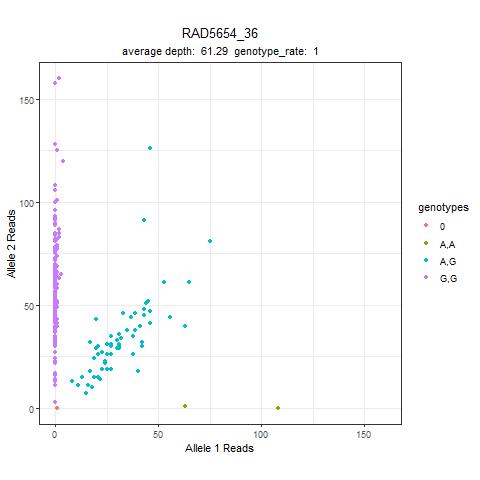 RAD5654_36
average depth: 61.29 genotype_rate: 1
150
100
50
0
0
50
100
150
Allele 1 Reads
Allele 2 Reads
genotypes
0
A,A
A,G
G,G